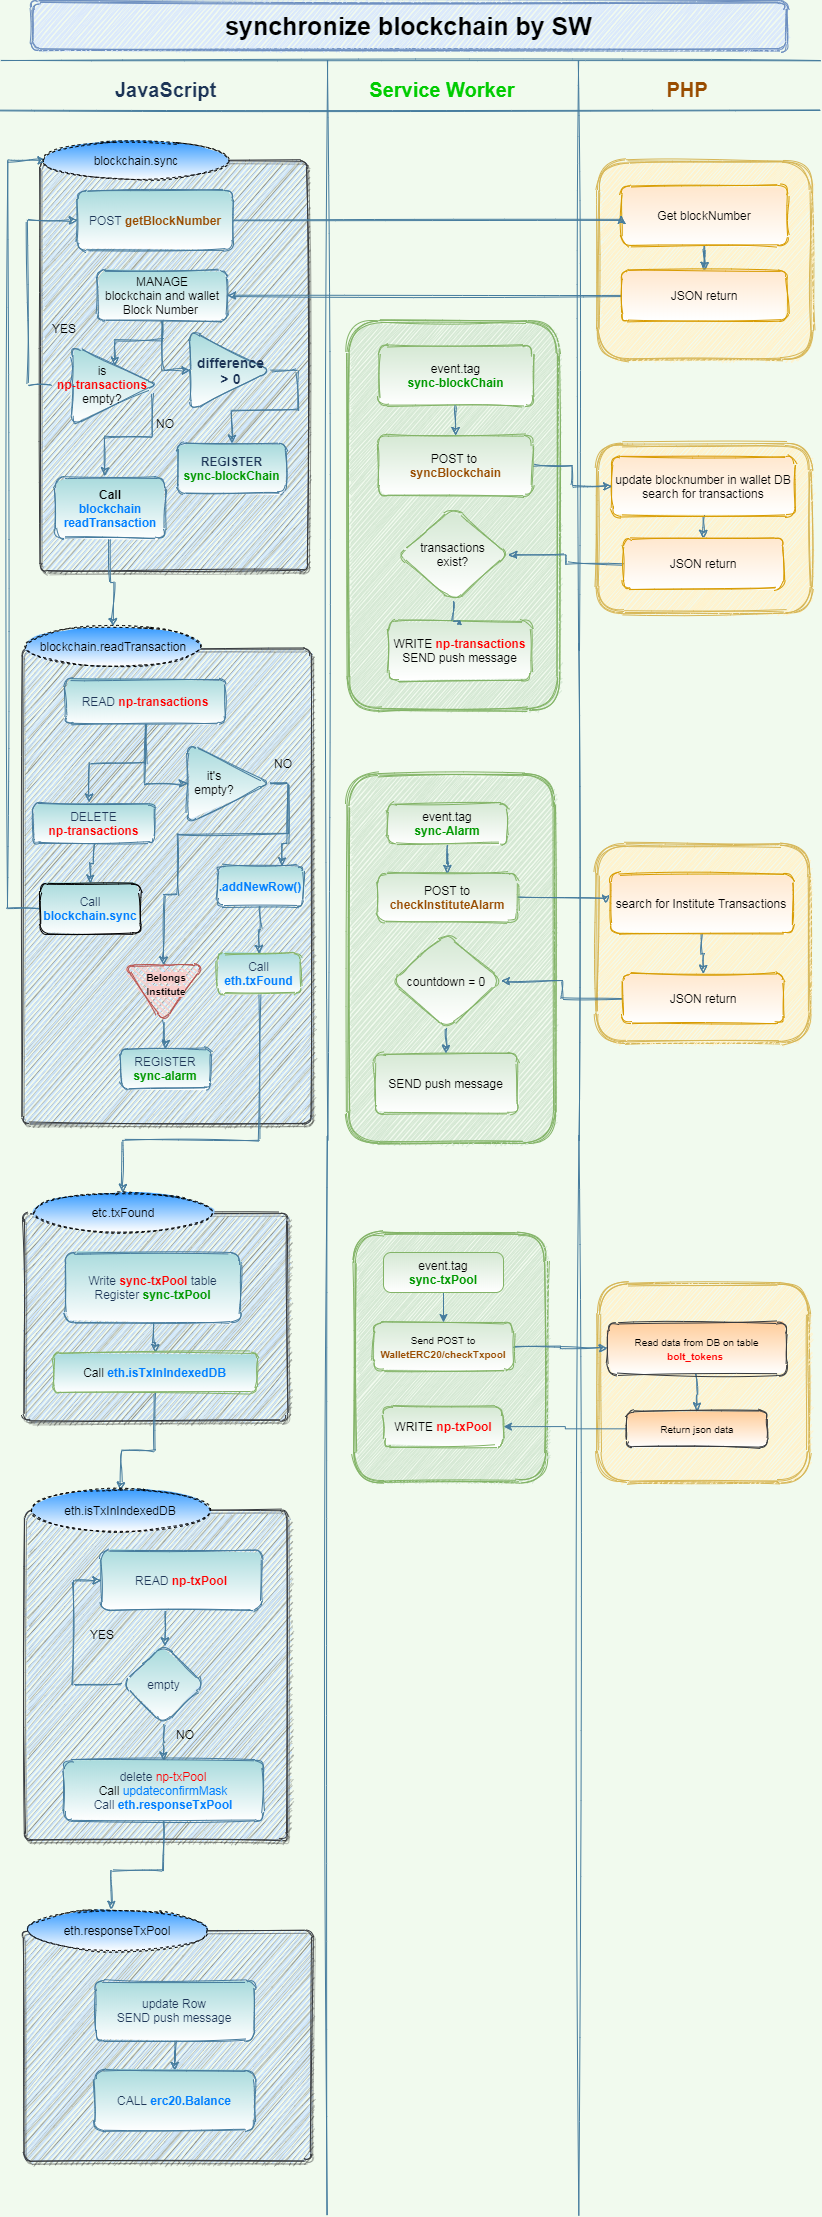 synchronize blockchain by SW
JavaScript
Service Worker
PHP
blockchain.sync
POST getBlockNumber
MANAGE
blockchain and wallet
Block Number
YES
is
np-transactions
empty?
difference
> 0
NO
REGISTER
sync-blockChain
Call
blockchain
readTransaction
Get blockNumber
JSON return
event.tag
sync-blockChain
POST to
syncBlockchain
transactions
exist?
WRITE np-transactions
SEND push message
update blocknumber in wallet DB
search for transactions
JSON return
blockchain.readTransaction
READ np-transactions
it's
empty?
NO
DELETE
np-transactions
Call
blockchain.sync
.addNewRow()
Call
eth.txFound
Belongs
Institute
REGISTER
sync-alarm
event.tag
sync-Alarm
POST to
checkInstituteAlarm
countdown = 0
SEND push message
search for Institute Transactions
JSON return
etc.txFound
Write sync-txPool table
Register sync-txPool
Call eth.isTxInIndexedDB
event.tag
sync-txPool
Send POST to
WalletERC20/checkTxpool
WRITE np-txPool
Read data from DB on table
bolt_tokens
Return json data
eth.isTxInIndexedDB
READ np-txPool
YES
empty
NO
delete np-txPool
Call updateconfirmMask
Call eth.responseTxPool
eth.responseTxPool
update Row
SEND push message
CALL erc20.Balance